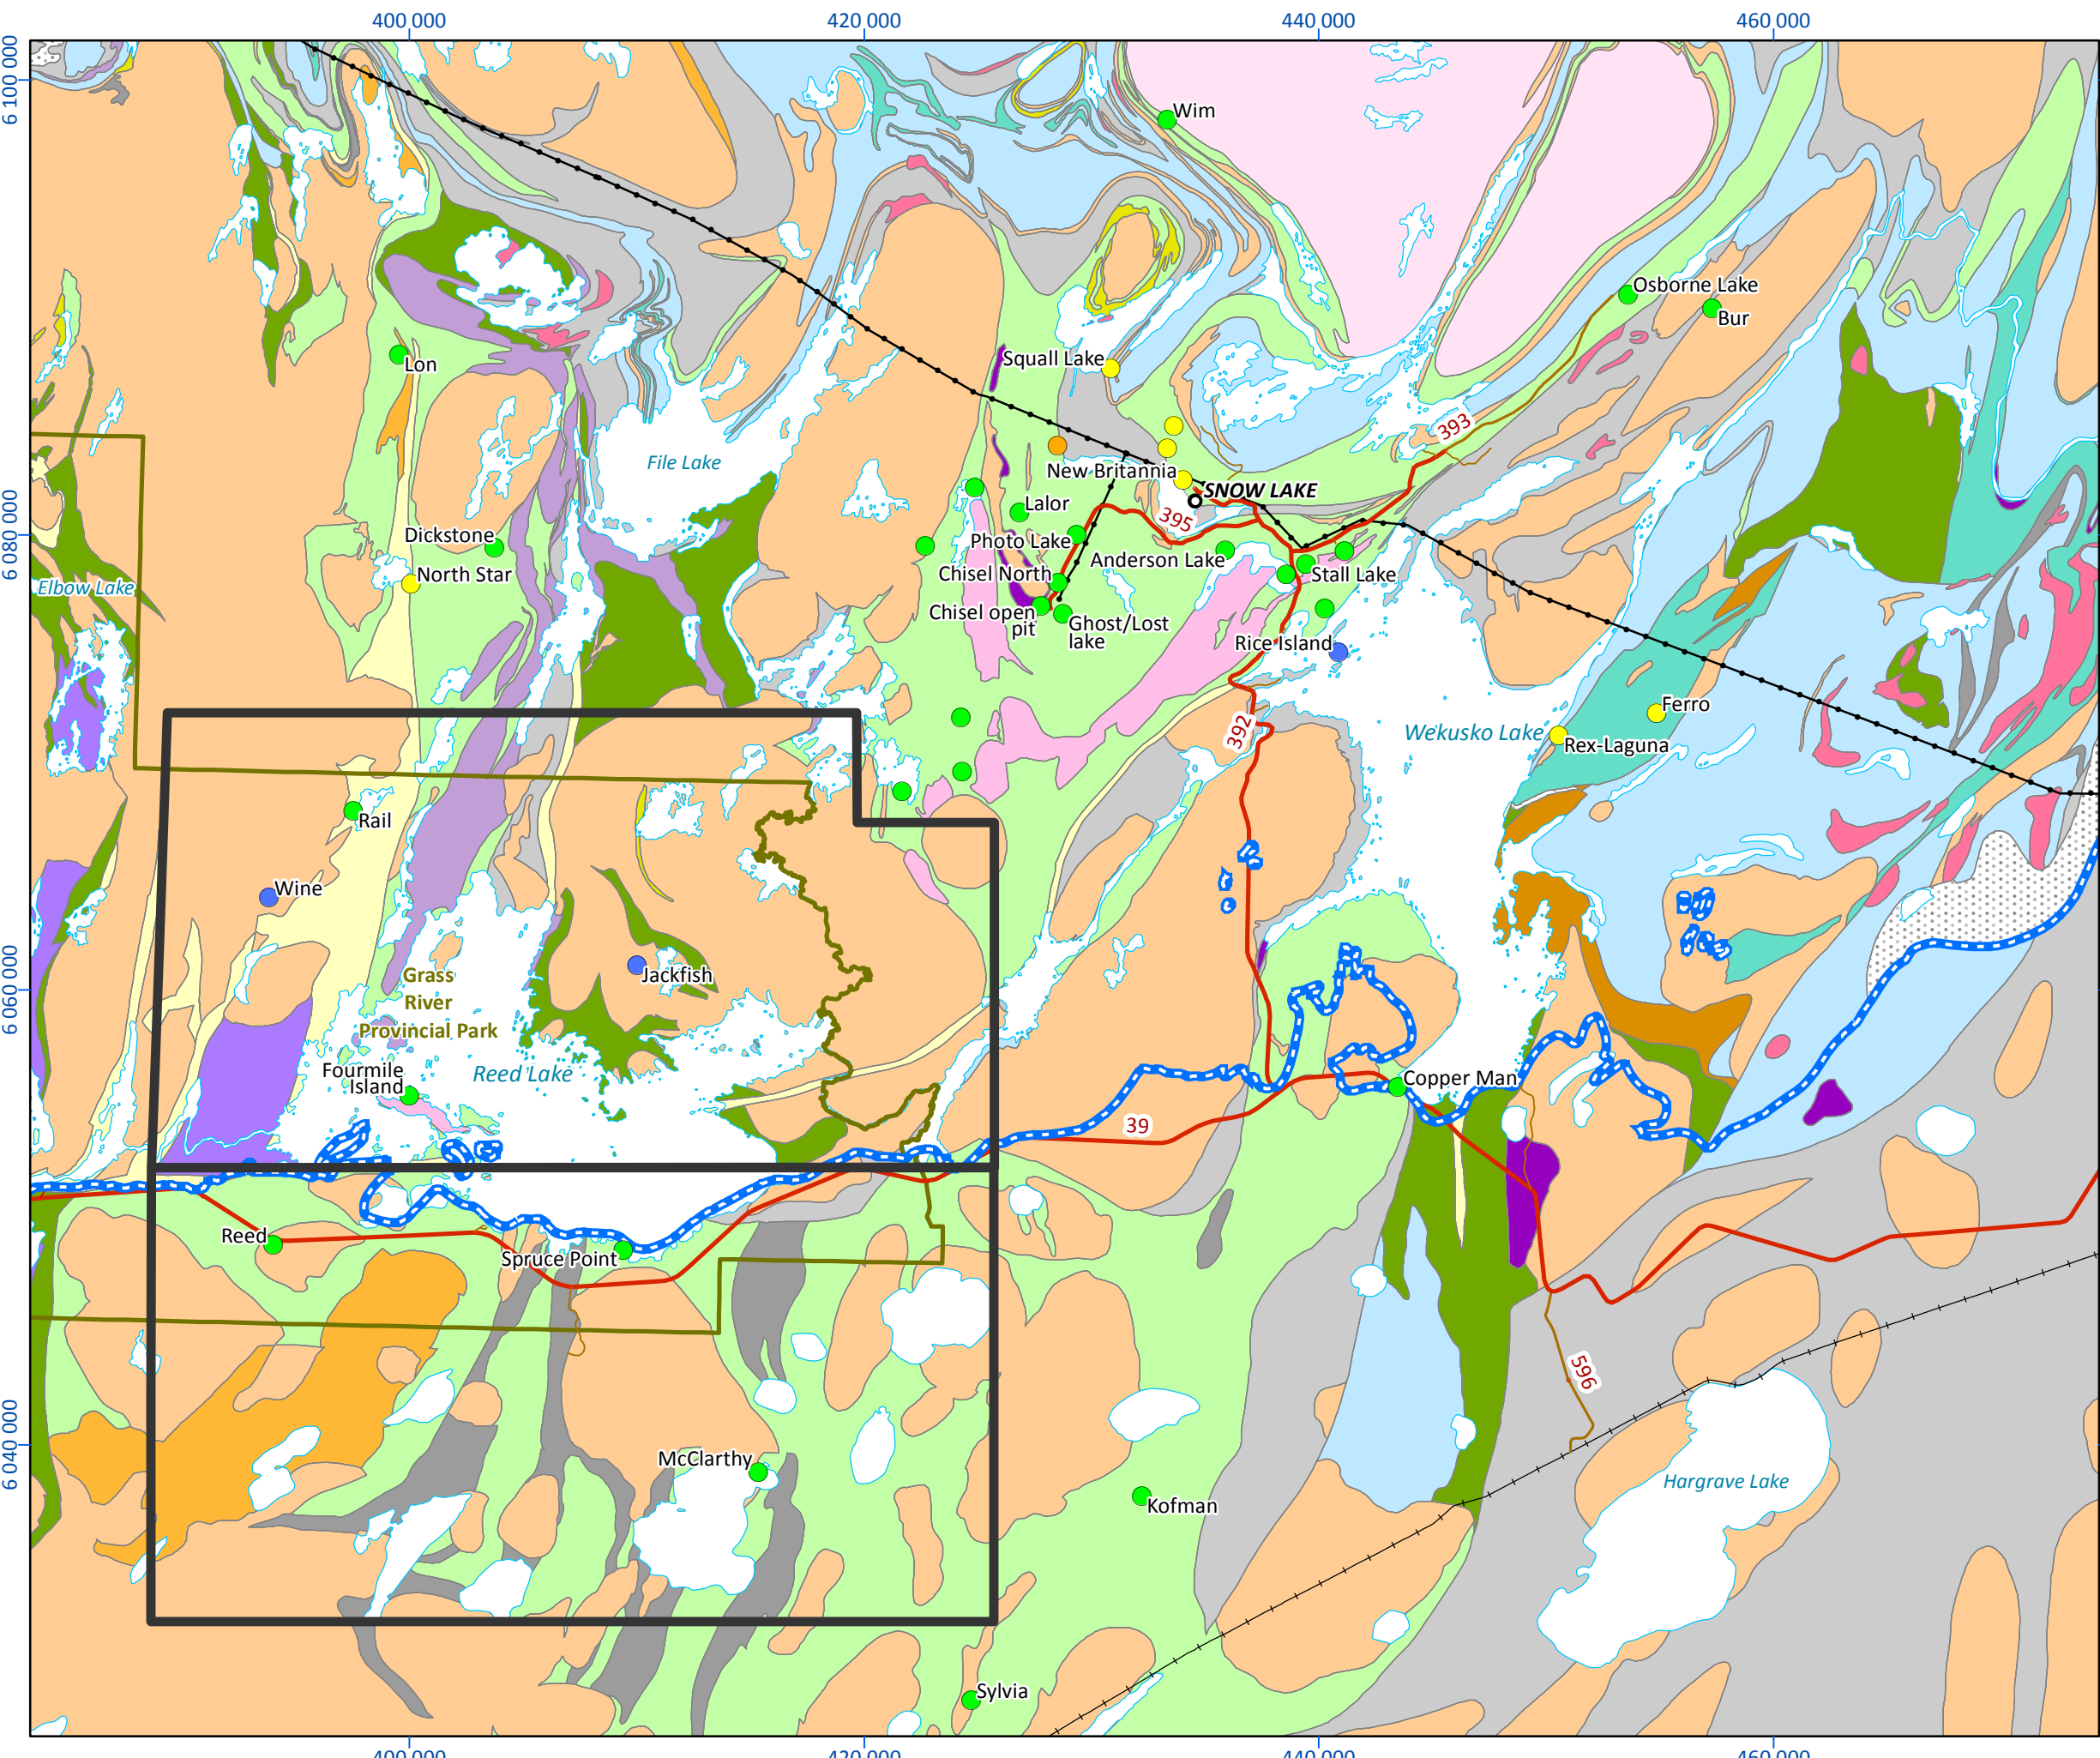 400 000
420 000
440 000
460 000
6 100 000
6 080 000
6 060 000
6 040 000
Wim
Osborne Lake
Bur
Squall Lake
Lon
393
File Lake
New Britannia
SNOW LAKE
Lalor
395
Dickstone
Photo Lake
Anderson Lake
North Star
Chisel North
Stall Lake
Elbow Lake
Chisel open
pit
Ghost/Lost
lake
Rice Island
Ferro
392
Wekusko Lake
Rex-Laguna
Rail
Wine
Jackfish
Grass
River
Provincial Park
Fourmile
Island
Reed Lake
Copper Man
39
Reed
Spruce Point
596
McClarthy
Hargrave Lake
Kofman
Sylvia
400 000
420 000
440 000
460 000